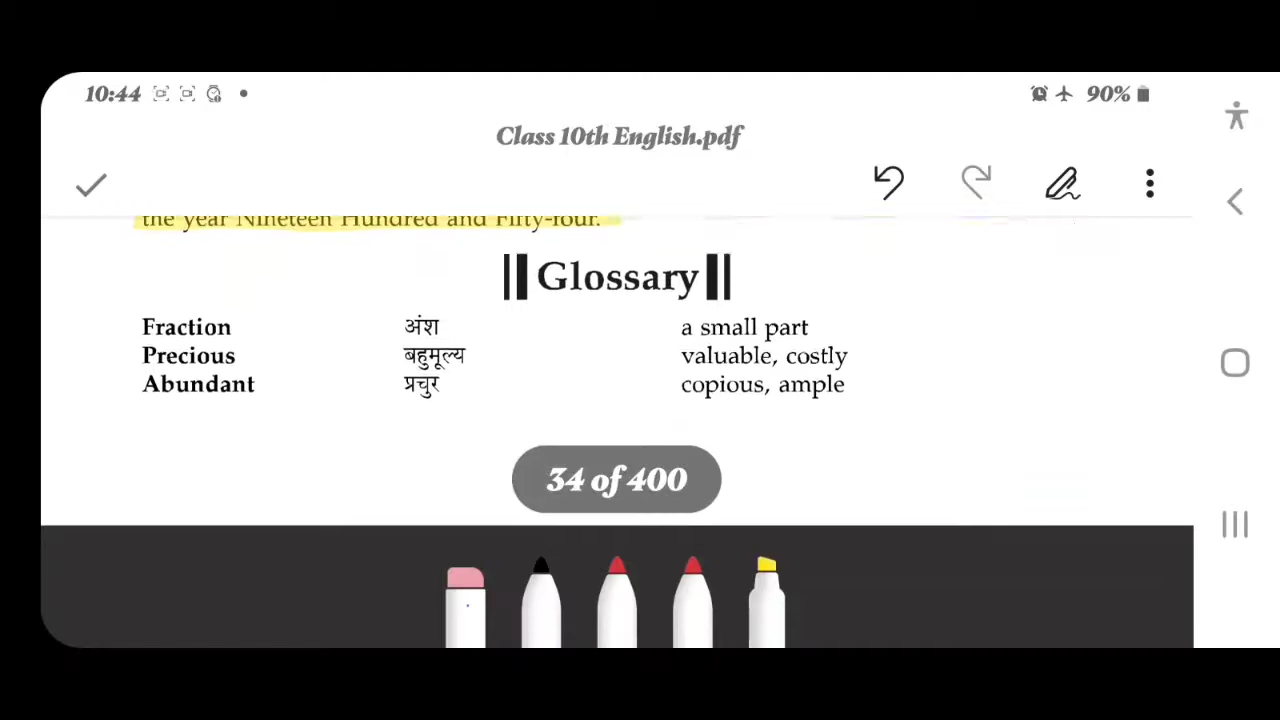 10:44
90%
Class 10th English.pdf
the year Nineteen Hundred and Fifty-four.
Glossary
Fraction अंश a small part
Precious बहुमूल्य valuable, costly
Abundant प्रचुर copious, ample
34 of 400